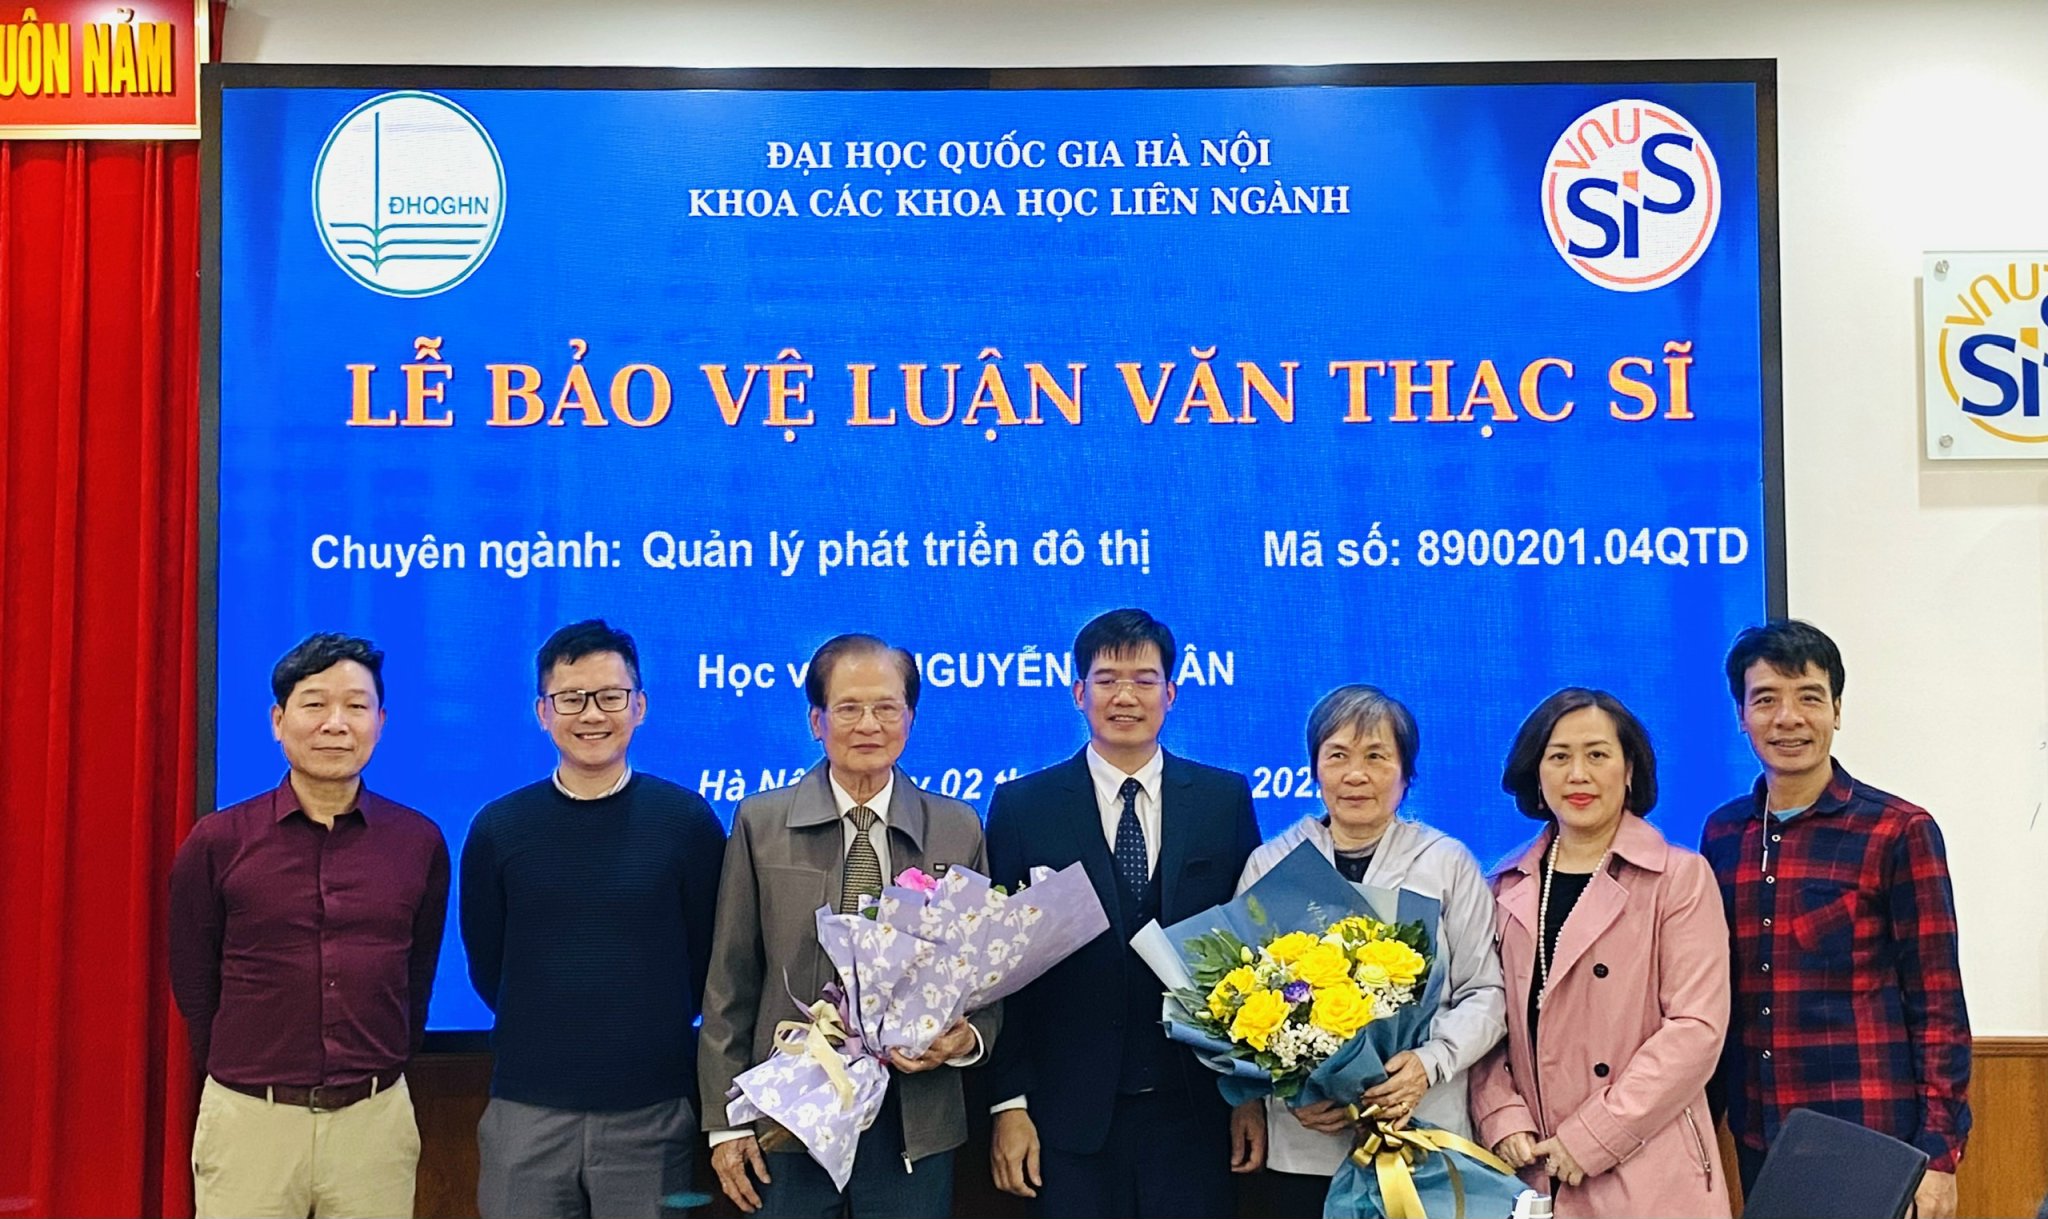 UÔN NĂM
ĐHQGHN
ĐẠI HỌC QUỐC GIA HÀ NỘI
KHOA CÁC KHOA HỌC LIÊN NGÀNH
VNU
SiS
VNU
SiS
LỄ BẢO VỆ LUẬN VĂN THẠC SĨ
Chuyên ngành: Quản lý phát triển đô thị Mã số: 8900201.04QTD
Học v NGUYỄN ÂN
Hà N 02 th 202